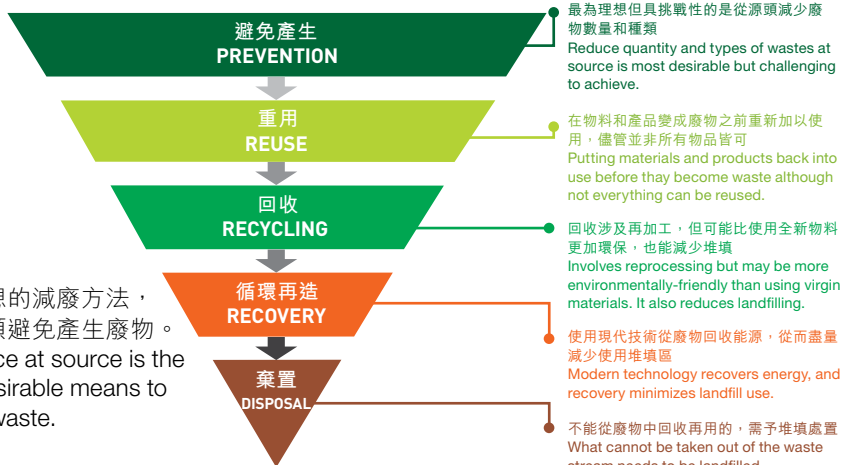 避免產生
PREVENTION
最為理想但具挑戰性的是從源頭減少廢
物數量和種類
Reduce quantity and types of wastes at
source is most desirable but challenging
to achieve.
重用
REUSE
在物料和產品變成廢物之前重新加以使
用，儘管並非所有物品皆可
Putting materials and products back into
use before thay become waste although
not everything can be reused.
回收
RECYCLING
回收涉及再加工，但可能比使用全新物料
更加環保，也能減少堆填
Involves reprocessing but may be more
environmentally-friendly than using virgin
materials. It also reduces landfilling.
循環再造
RECOVERY
使用現代技術從廢物回收能源，從而盡量
減少使用堆填區
Modern technology recovers energy, and
recovery minimizes landfill use.
棄置
DISPOSAL
不能從廢物中回收再用的，需予堆填處置
What cannot be taken out of the waste
stream needs to be landfilled
的減廢方法，
避免產生廢物。
at source is the
means to
waste.